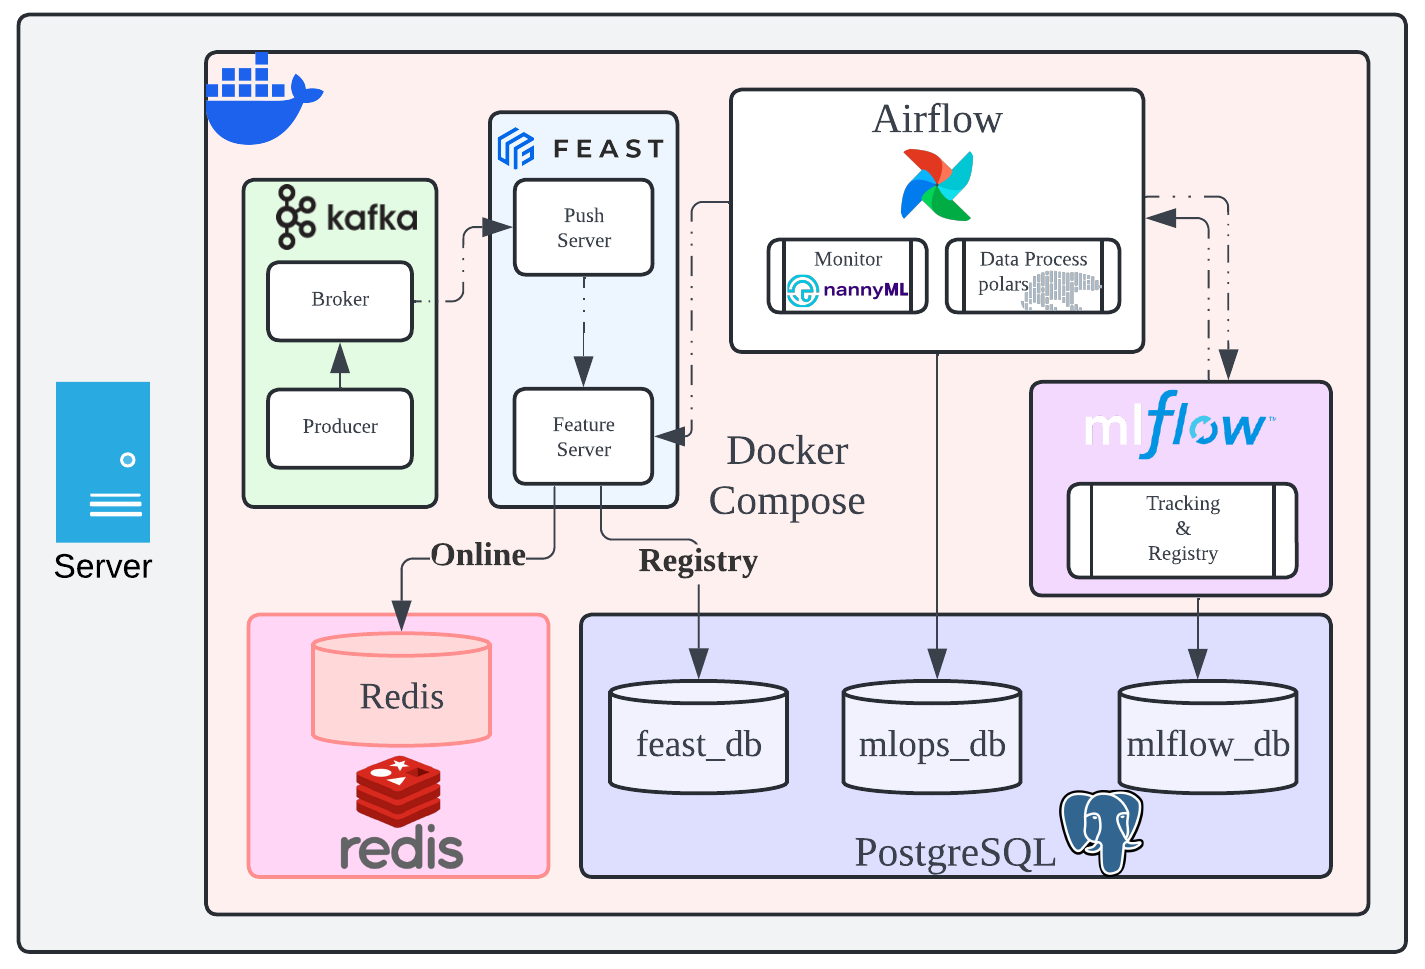 Airflow
FEAST
kafka
Push
Server
Monitor
nannyML
Data Process
polars
Broker
Producer
Feature
Server
Docker
Compose
mlflow™
Tracking
&
Registry
Server
Online
Registry
Redis
redis
feast_db
mlops_db
mlflow_db
PostgreSQL